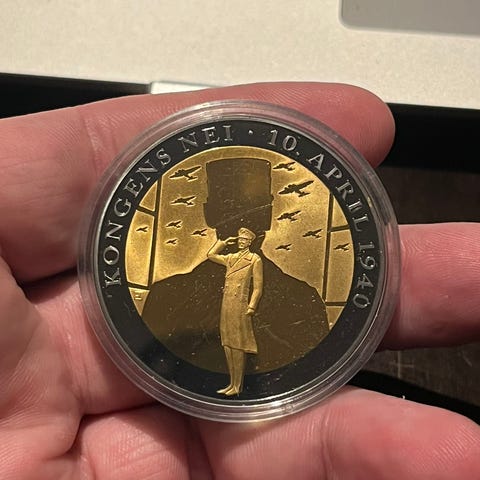 KONGENS NEI · 10. APRIL 1940